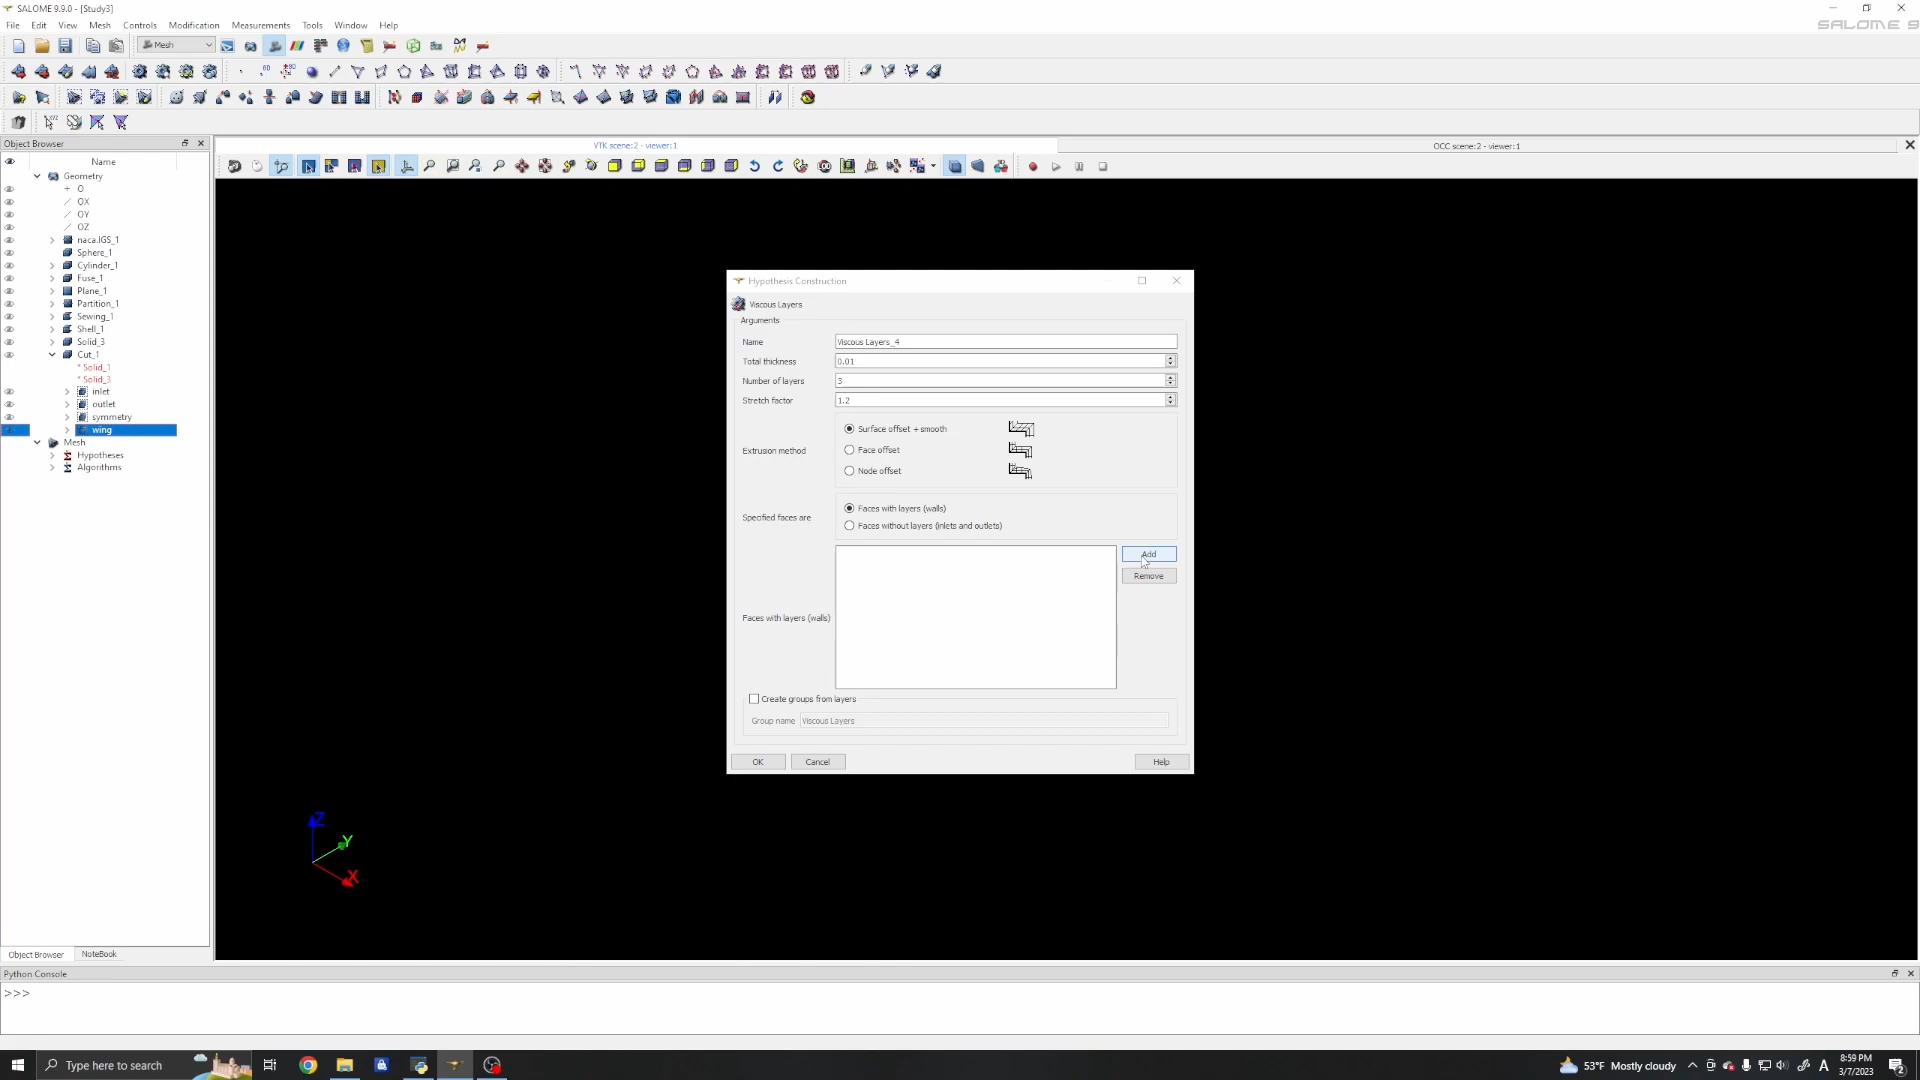 SALOME 9.9.0 - [Study3]
File Edit View Mesh Controls Modification Measurements Tools Window Help
SALOME 9
Mesh
Object Browser
VTK scene:2 - viewer:1
OCC scene:2 - viewer:1
Name
Geometry
O
OX
OY
OZ
naca.IGS_1
Sphere_1
Cylinder_1
Fuse_1
Plane_1
Partition_1
Sewing_1
Shell_1
Solid_3
Cut_1
* Solid_1
* Solid_3
inlet
outlet
symmetry
wing
Mesh
Hypotheses
Algorithms
Hypothesis Construction
Viscous Layers
Arguments
Name Viscous Layers_4
Total thickness 0.01
Number of layers 3
Stretch factor 1.2
Extrusion method
Surface offset + smooth
Face offset
Node offset
Specified faces are
Faces with layers (walls)
Faces without layers (inlets and outlets)
Add
Remove
Faces with layers (walls)
Create groups from layers
Group name Viscous Layers
OK Cancel Help
Z
Y
X
Object Browser NoteBook
Python Console
>>>
Type here to search
53°F Mostly cloudy
A
8:59 PM
3/7/2023
2